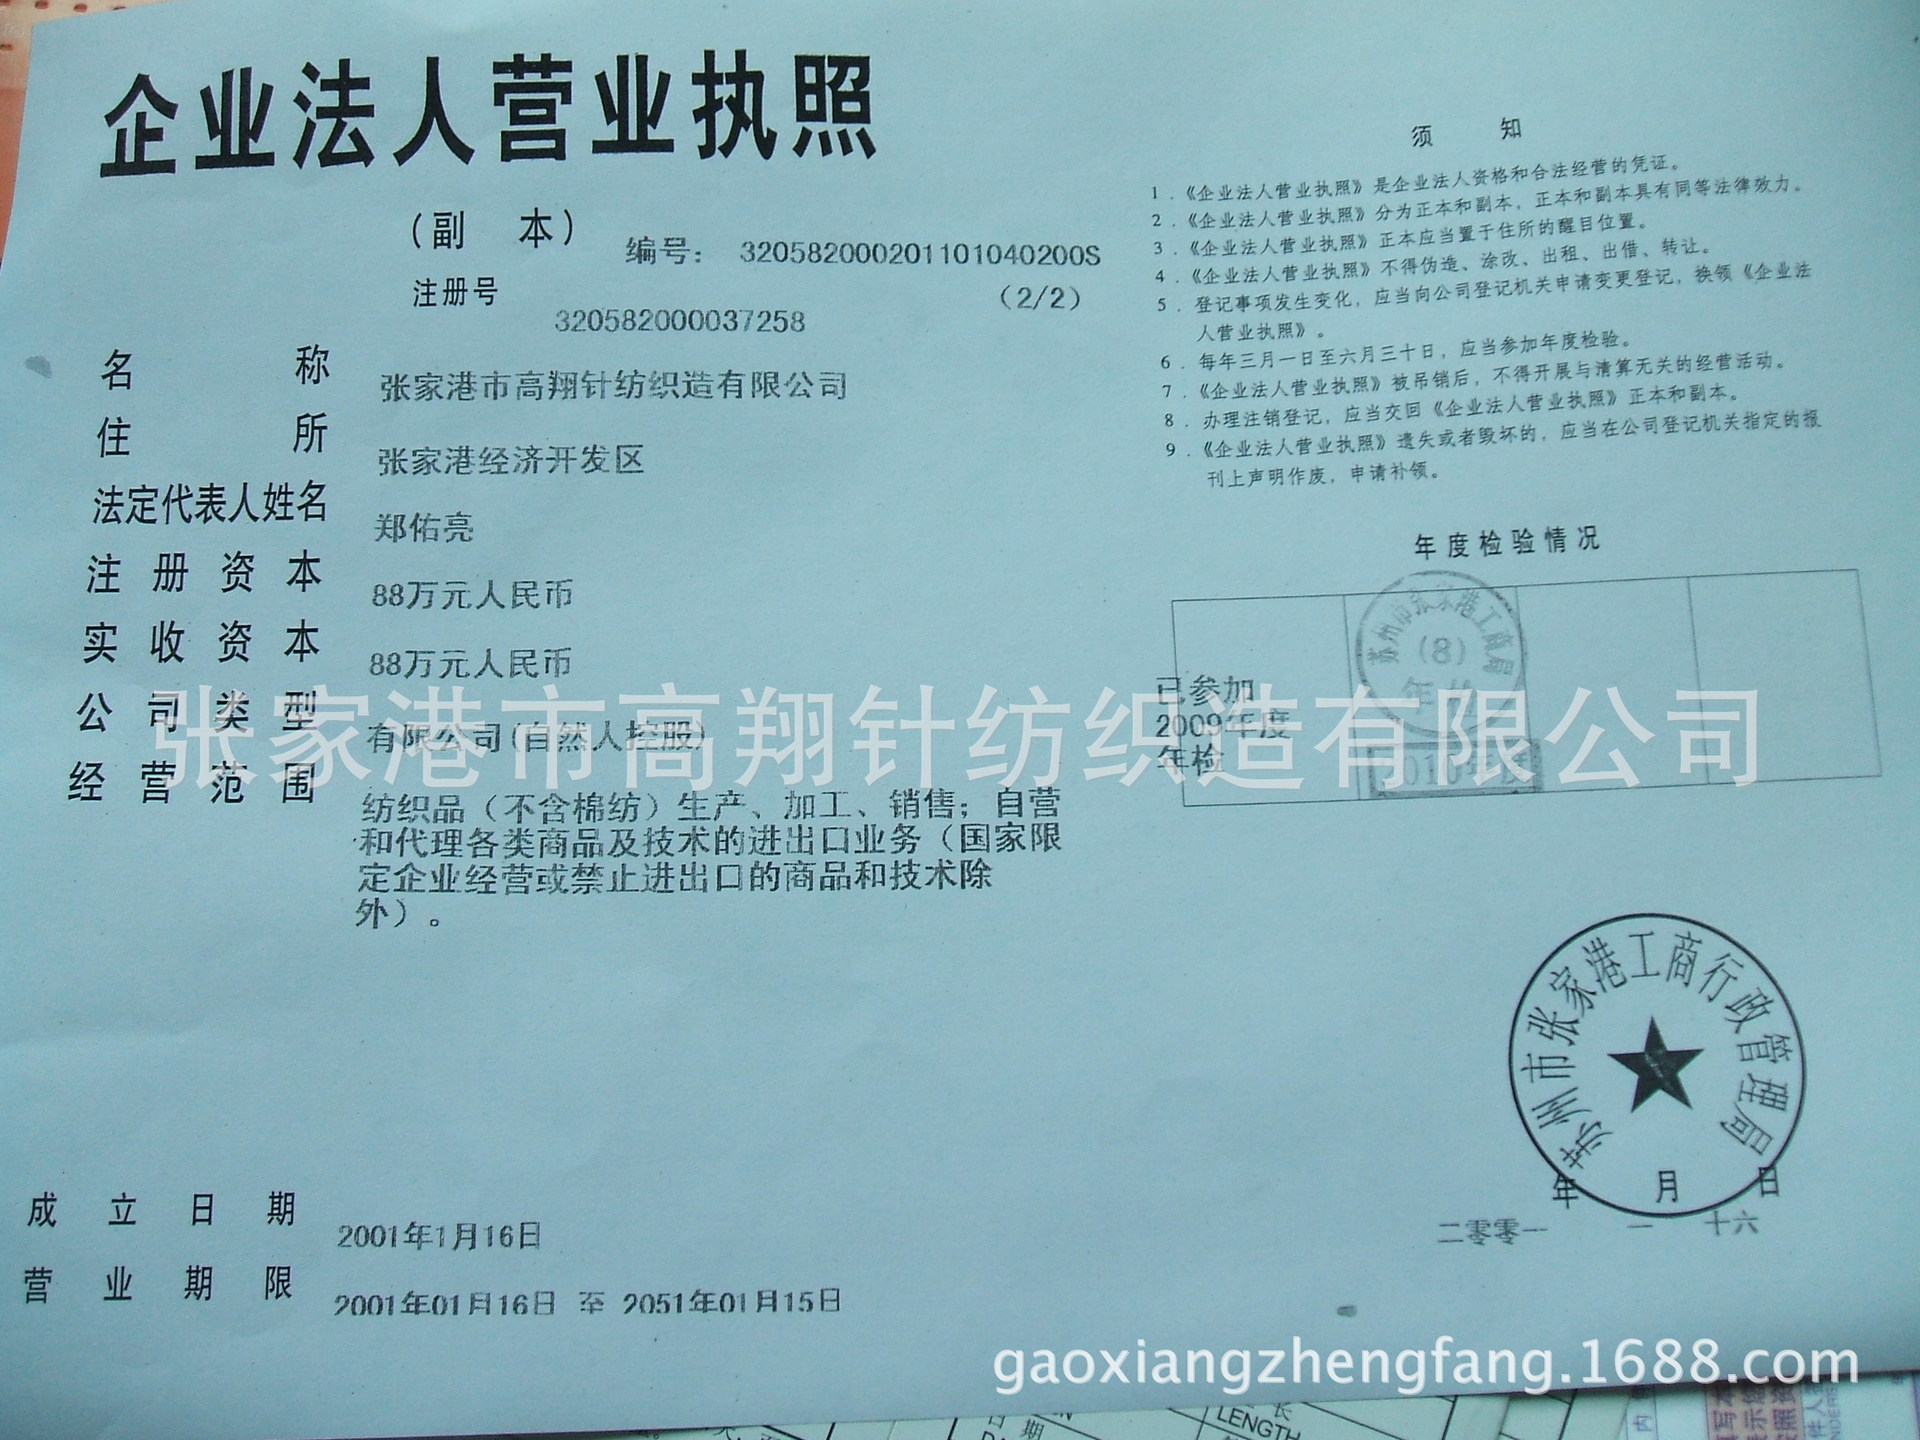 企业法人营业执照
(副 本)
编号: 320582000201101040200S
注册号
(2/2)
320582000037258
名 称 张家港市高翔针纺织造有限公司
住 所 张家港经济开发区
法定代表人姓名 郑佑亮
注册资本 88万元人民币
实收资本 88万元人民币
公司类型 有限公司(自然人控股)
经营范围 纺织品(不含棉纺)生产、加工、销售;自营
和代理各类商品及技术的进出口业务(国家限
定企业经营或禁止进出口的商品和技术除
外)。
成立日期 2001年1月16日
营业期限 2001年01月16日 至 2051年01月15日
须 知
1.《企业法人营业执照》是企业法人资格和合法经营的凭证。
2.《企业法人营业执照》分为正本和副本,正本和副本具有同等法律效力。
3.《企业法人营业执照》正本应当置于住所的醒目位置。
4.《企业法人营业执照》不得伪造、涂改、出租、出借、转让。
5.登记事项发生变化,应当向公司登记机关申请变更登记,换领《企业法
人营业执照》。
6.每年三月一日至六月三十日,应当参加年度检验。
7.《企业法人营业执照》被吊销后,不得开展与清算无关的经营活动。
8.办理注销登记,应当交回《企业法人营业执照》正本和副本。
9.《企业法人营业执照》遗失或者毁坏的,应当在公司登记机关指定的报
刊上声明作废,申请补领。
年度检验情况
已参加
2009年度
年检
苏州市张家港工商局
(8)
年检
2010年度
苏州市张家港工商行政管理局
年 月 日
二零零一 一 十六
张家港市高翔针纺织造有限公司
gaoxiangzhengfang.1688.com
LENGTH